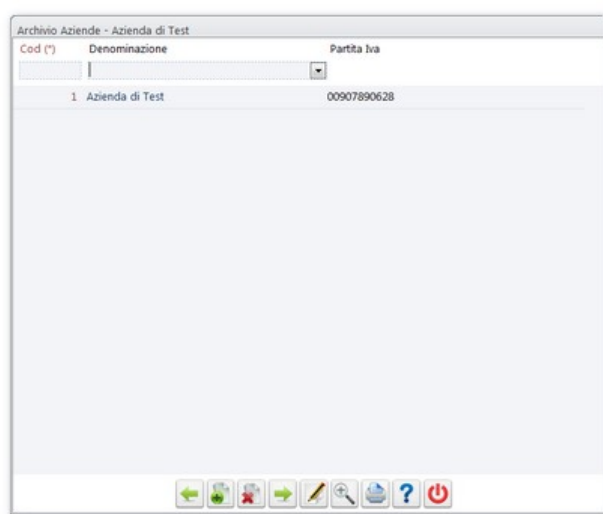 Archivio Aziende - Azienda di Test
Cod (*) Denominazione Partita Iva
1 Azienda di Test 00907890628
?